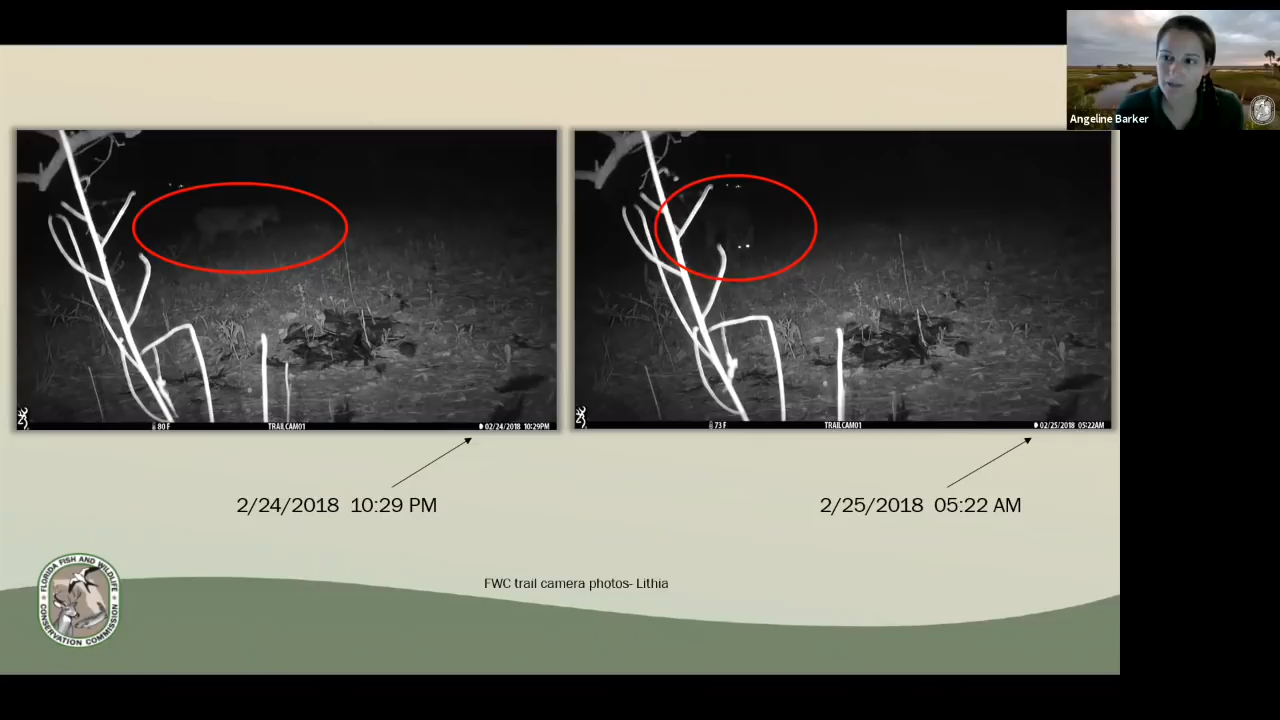 Angeline Barker
80 F TRAILCAM01 02/24/2018 10:29PM
73 F TRAILCAM01 02/25/2018 05:22AM
2/24/2018 10:29 PM
2/25/2018 05:22 AM
FWC trail camera photos- Lithia
FLORIDA FISH AND WILDLIFE
CONSERVATION COMMISSION